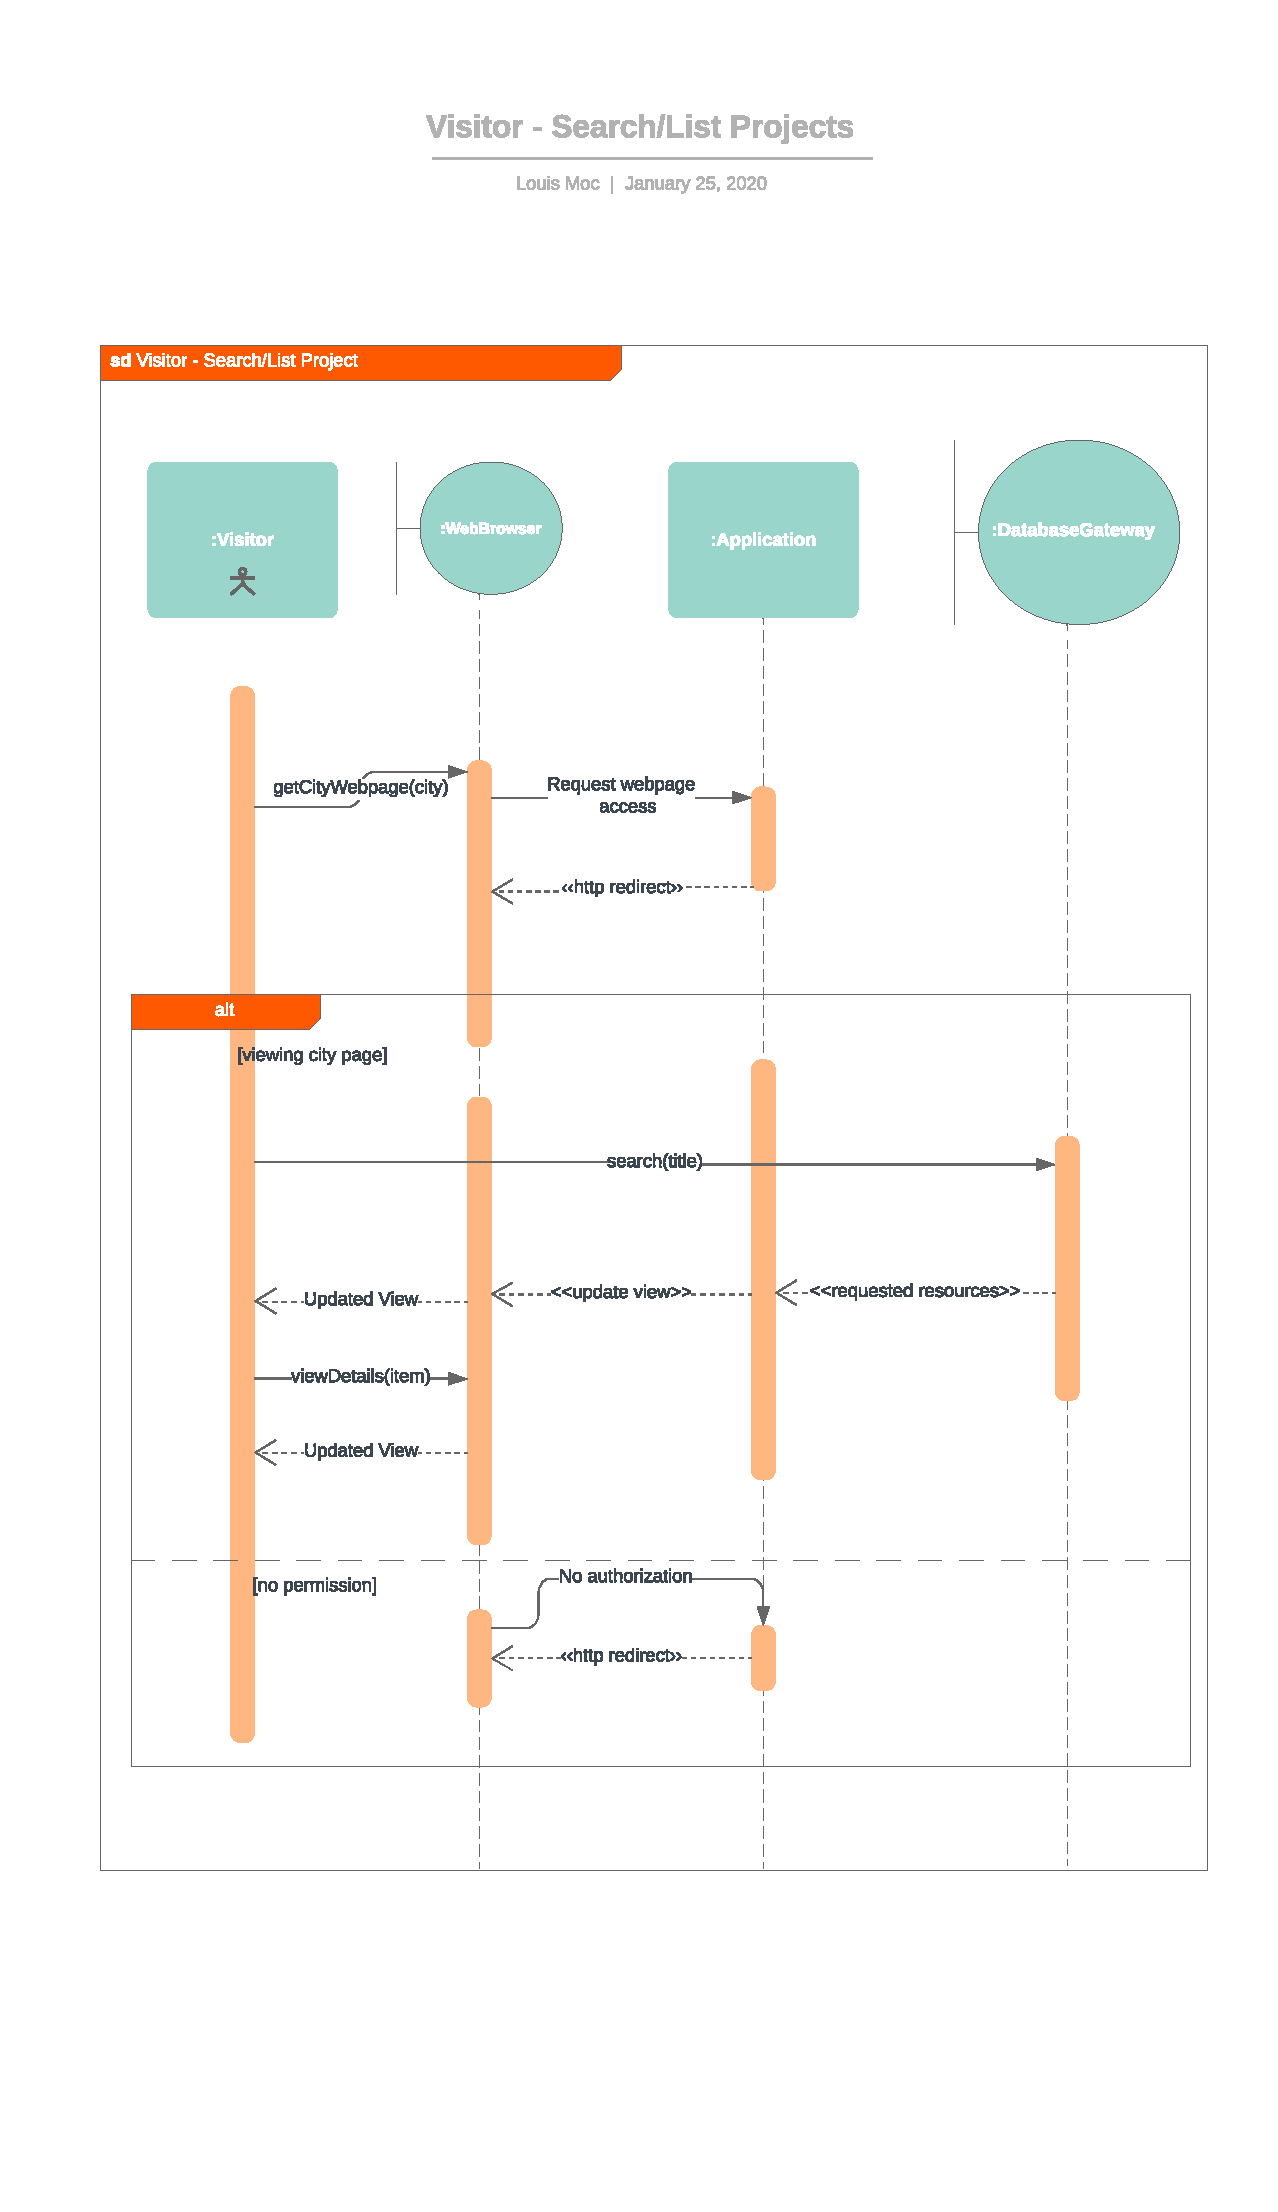 Visitor - Search/List Projects
Louis Moc | January 25, 2020
sd Visitor - Search/List Project
:Visitor
:WebBrowser
:Application
:DatabaseGateway
getCityWebpage(city)
Request webpage
access
‹‹http redirect››
alt
[viewing city page]
search(title)
Updated View
<<update view>>
<<requested resources>>
viewDetails(item)
Updated View
[no permission]
No authorization
‹‹http redirect››